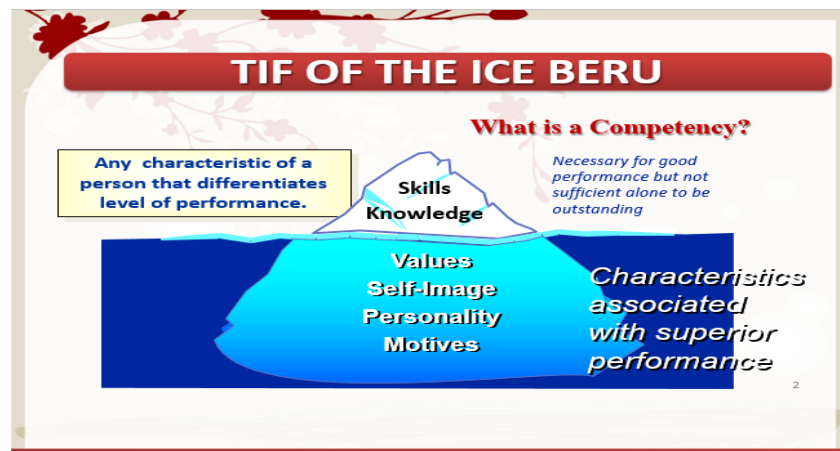 TIF OF THE ICE BERU
What is a Competency?
Any characteristic of a
person that differentiates
level of performance.
Necessary for good
performance but not
sufficient alone to be
outstanding
Skills
Knowledge
Values
Self-Image
Personality
Motives
Characteristics
associated
with superior
performance
2